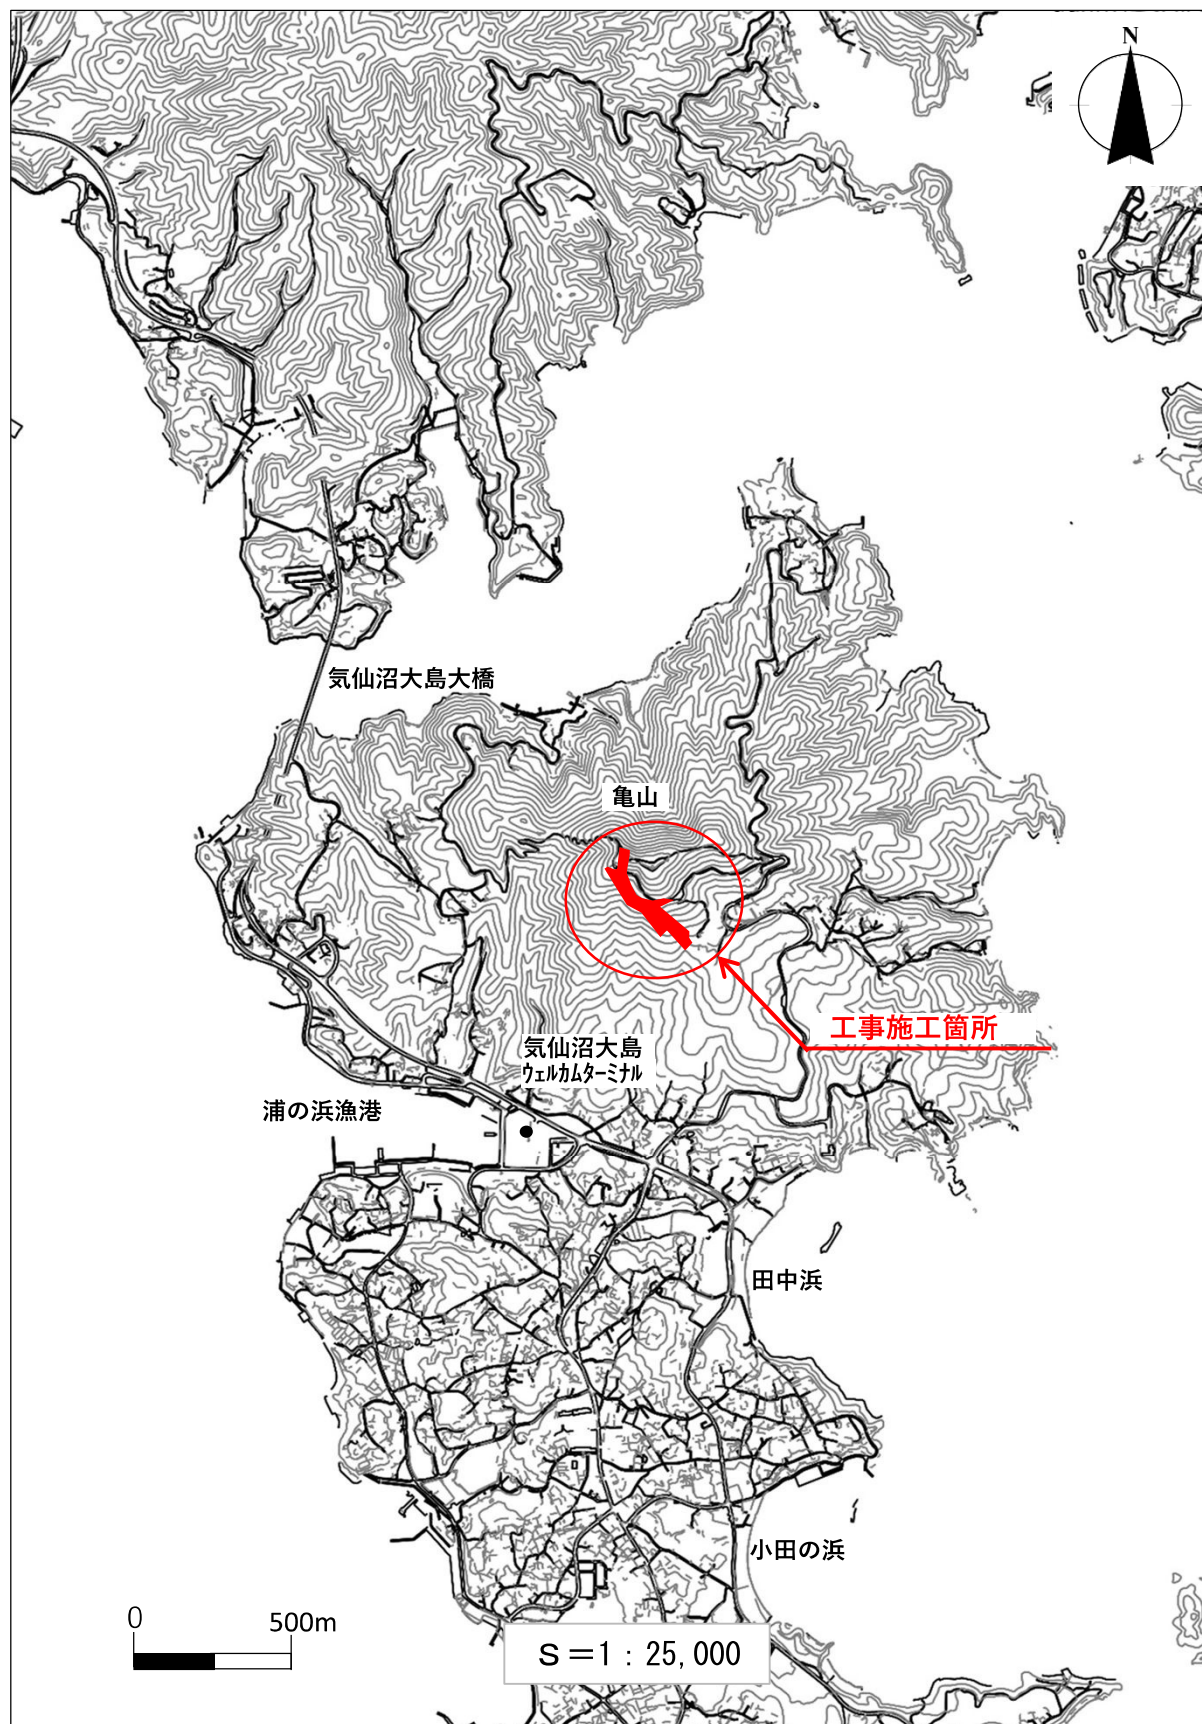 N
気仙沼大島大橋
亀山
工事施工箇所
気仙沼大島
ｳｪﾙｶﾑﾀｰﾐﾅﾙ
浦の浜漁港
田中浜
小田の浜
0 500m
S＝1：25,000